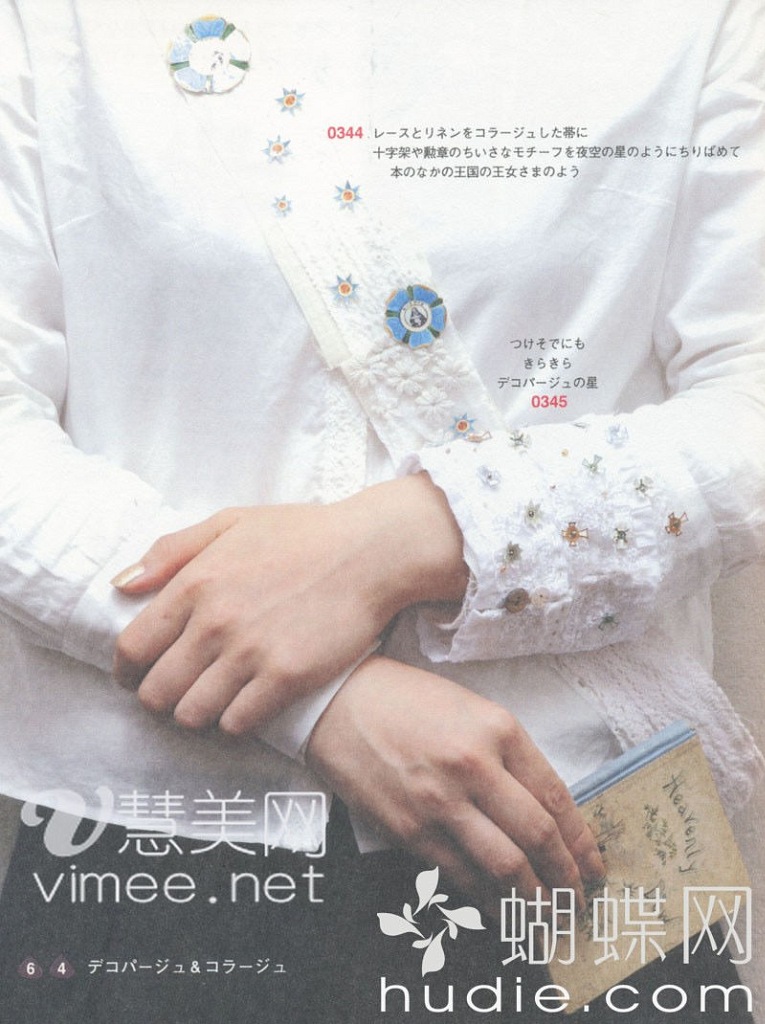 0344 レースとリネンをコラージュした帯に
十字架や勲章のちいさなモチーフを夜空の星のようにちりばめて
本のなかの王国の王女さまのよう
つけそでにも
きらきら
デコパージュの星
0345
慧美网
vimee.net
蝴蝶网
hudie.com
64 デコパージュ&コラージュ